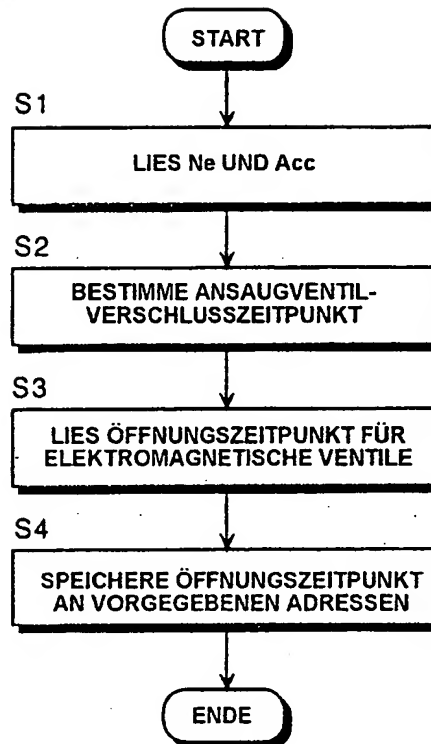 START
S1
LIES Ne UND Acc
S2
BESTIMME ANSAUGVENTIL-
VERSCHLUSSZEITPUNKT
S3
LIES ÖFFNUNGSZEITPUNKT FÜR
ELEKTROMAGNETISCHE VENTILE
S4
SPEICHERE ÖFFNUNGSZEITPUNKT
AN VORGEGEBENEN ADRESSEN
ENDE